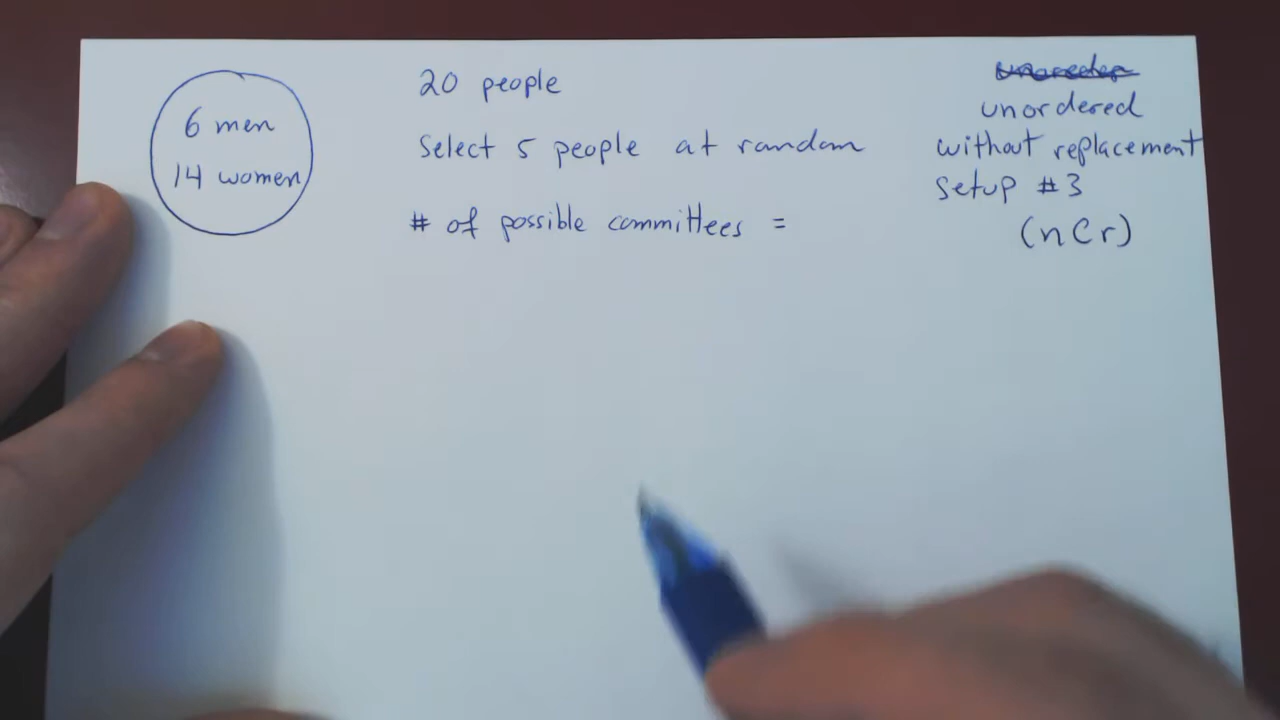 6 men
14 women
20 people
Select 5 people at random
# of possible committees =
unordered
without replacement
Setup #3
(nCr)